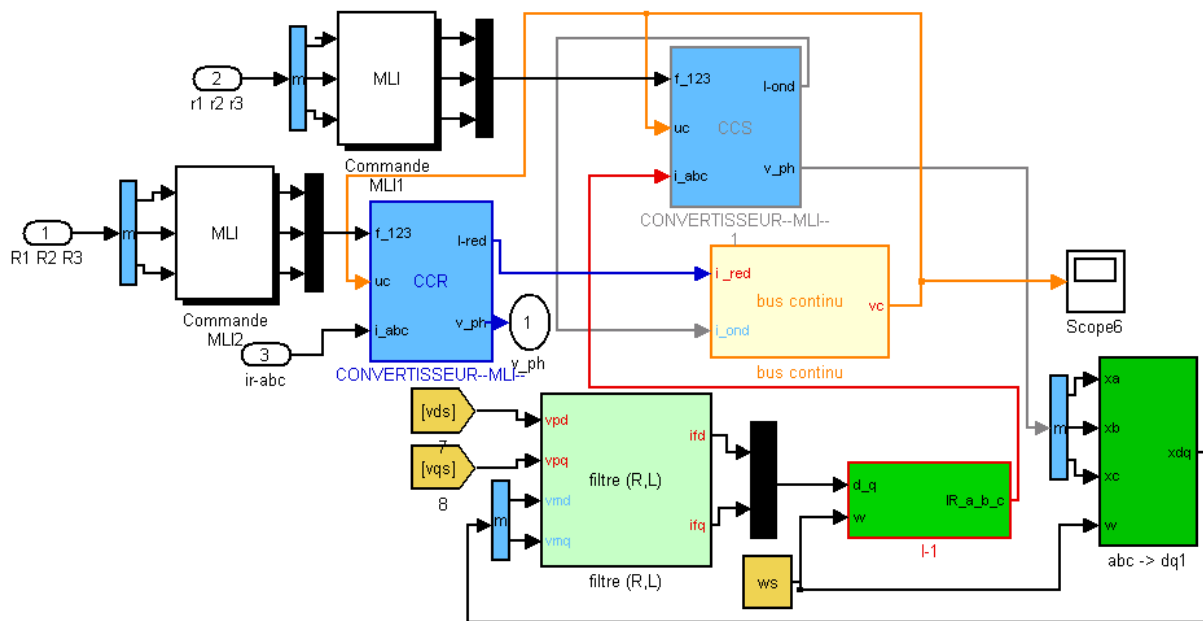 2
r1 r2 r3
m
MLI
Commande
MLI1
f_123
uc
i_abc
I-ond
CCS
v_ph
CONVERTISSEUR--MLI--
1
1
R1 R2 R3
m
MLI
Commande
MLI2
3
ir-abc
f_123
uc
i_abc
I-red
CCR
v_ph
CONVERTISSEUR--MLI--
1
v_ph
i _red
i_ond
bus continu
vc
bus continu
Scope6
[vds]
7
[vqs]
8
m
vpd
vpq
vmd
vmq
filtre (R,L)
ifd
ifq
filtre (R,L)
d_q
w
IR_a_b_c
I-1
ws
m
xa
xb
xc
w
xdq
abc -> dq1